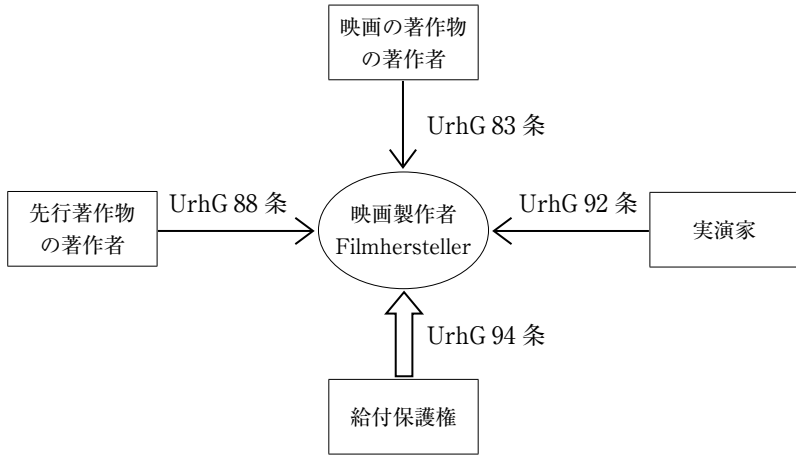 映画の著作物
の著作者
UrhG 83 条
先行著作物
の著作者
UrhG 88 条
映画製作者
Filmhersteller
UrhG 92 条
実演家
UrhG 94 条
給付保護権